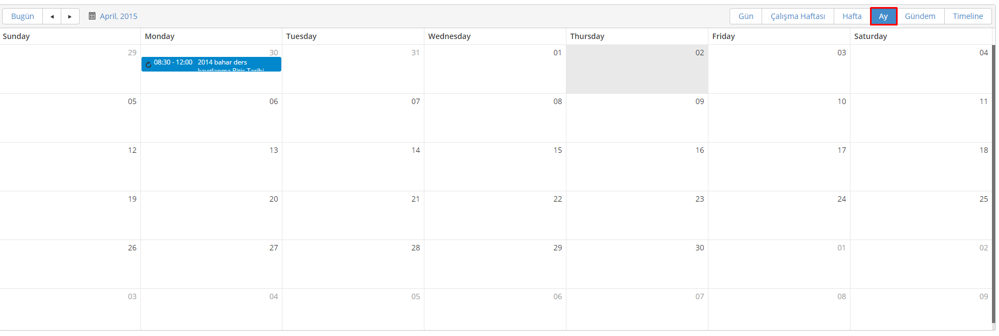 Bugün April, 2015 Gün Çalışma Haftası Hafta Ay Gündem Timeline
Sunday Monday Tuesday Wednesday Thursday Friday Saturday
29 30 31 01 02 03 04
08:30 - 12:00 2014 bahar ders
kayıtlanma Bitiş Tarihi
05 06 07 08 09 10 11
12 13 14 15 16 17 18
19 20 21 22 23 24 25
26 27 28 29 30 01 02
03 04 05 06 07 08 09